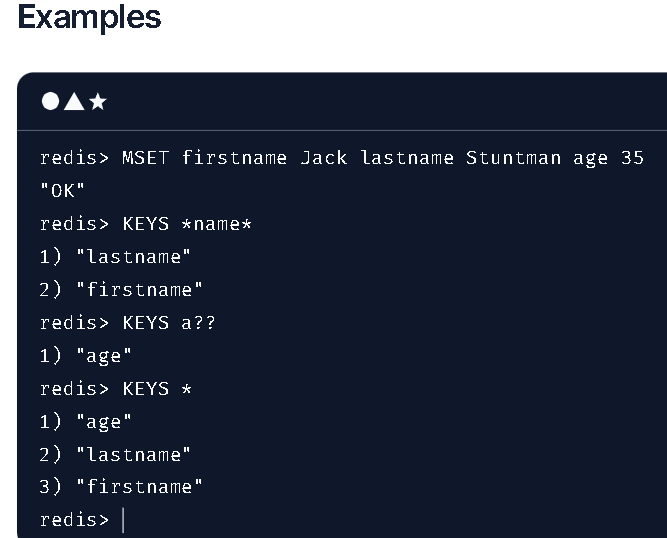 Examples
redis> MSET firstname Jack lastname Stuntman age 35
"OK"
redis> KEYS *name*
1) "lastname"
2) "firstname"
redis> KEYS a??
1) "age"
redis> KEYS *
1) "age"
2) "lastname"
3) "firstname"
redis>